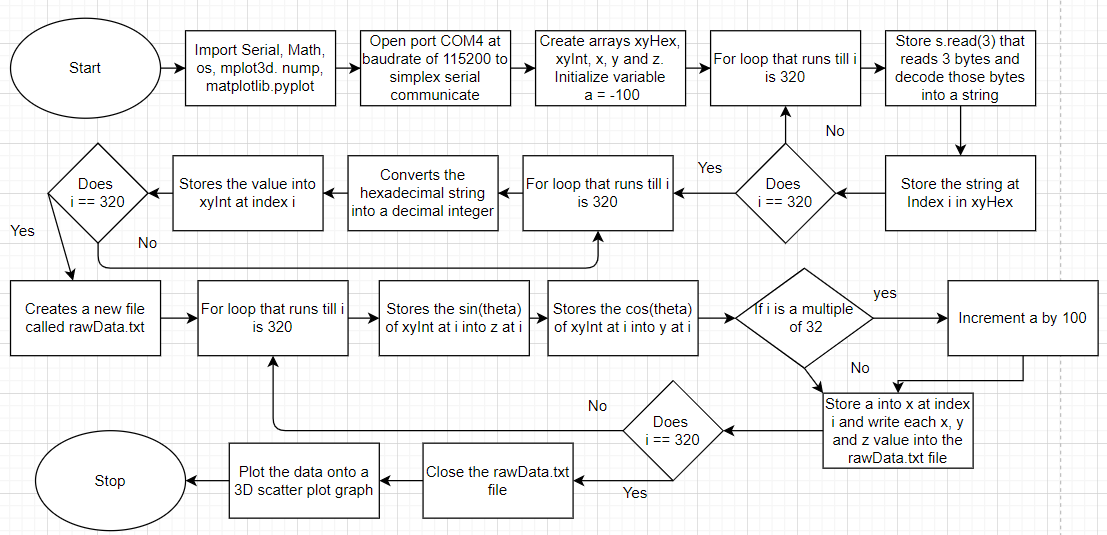 Start
Import Serial, Math,
os, mplot3d. nump,
matplotlib.pyplot
Open port COM4 at
baudrate of 115200 to
simplex serial
communicate
Create arrays xyHex,
xyInt, x, y and z.
Initialize variable
a = -100
For loop that runs till i
is 320
Store s.read(3) that
reads 3 bytes and
decode those bytes
into a string
No
Store the string at
Index i in xyHex
Does
i == 320
Yes
For loop that runs till i
is 320
Converts the
hexadecimal string
into a decimal integer
Stores the value into
xyInt at index i
Does
i == 320
Yes
No
Creates a new file
called rawData.txt
For loop that runs till i
is 320
Stores the sin(theta)
of xyInt at i into z at i
Stores the cos(theta)
of xyInt at i into y at i
If i is a multiple
of 32
yes
Increment a by 100
No
Store a into x at index
i and write each x, y
and z value into the
rawData.txt file
Does
i == 320
No
Yes
Close the rawData.txt
file
Plot the data onto a
3D scatter plot graph
Stop